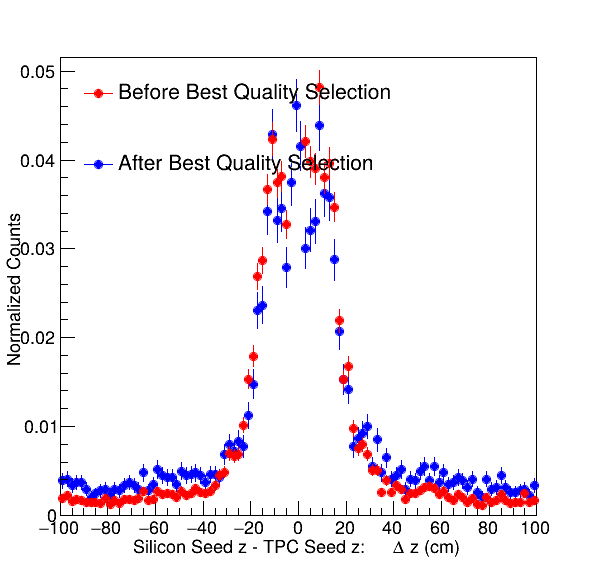 0.05
Before Best Quality Selection
0.04
After Best Quality Selection
0.03
Normalized Counts
0.02
0.01
0
−100 −80 −60 −40 −20 0 20 40 60 80 100
Silicon Seed z - TPC Seed z: Δ z (cm)